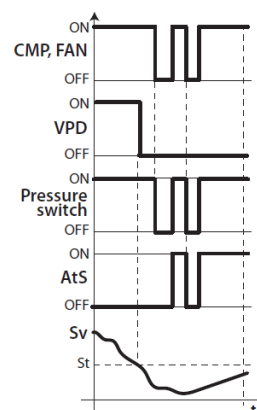 ON
CMP, FAN
OFF
ON
VPD
OFF
ON
Pressure
switch
OFF
ON
AtS
OFF
Sv
St
t